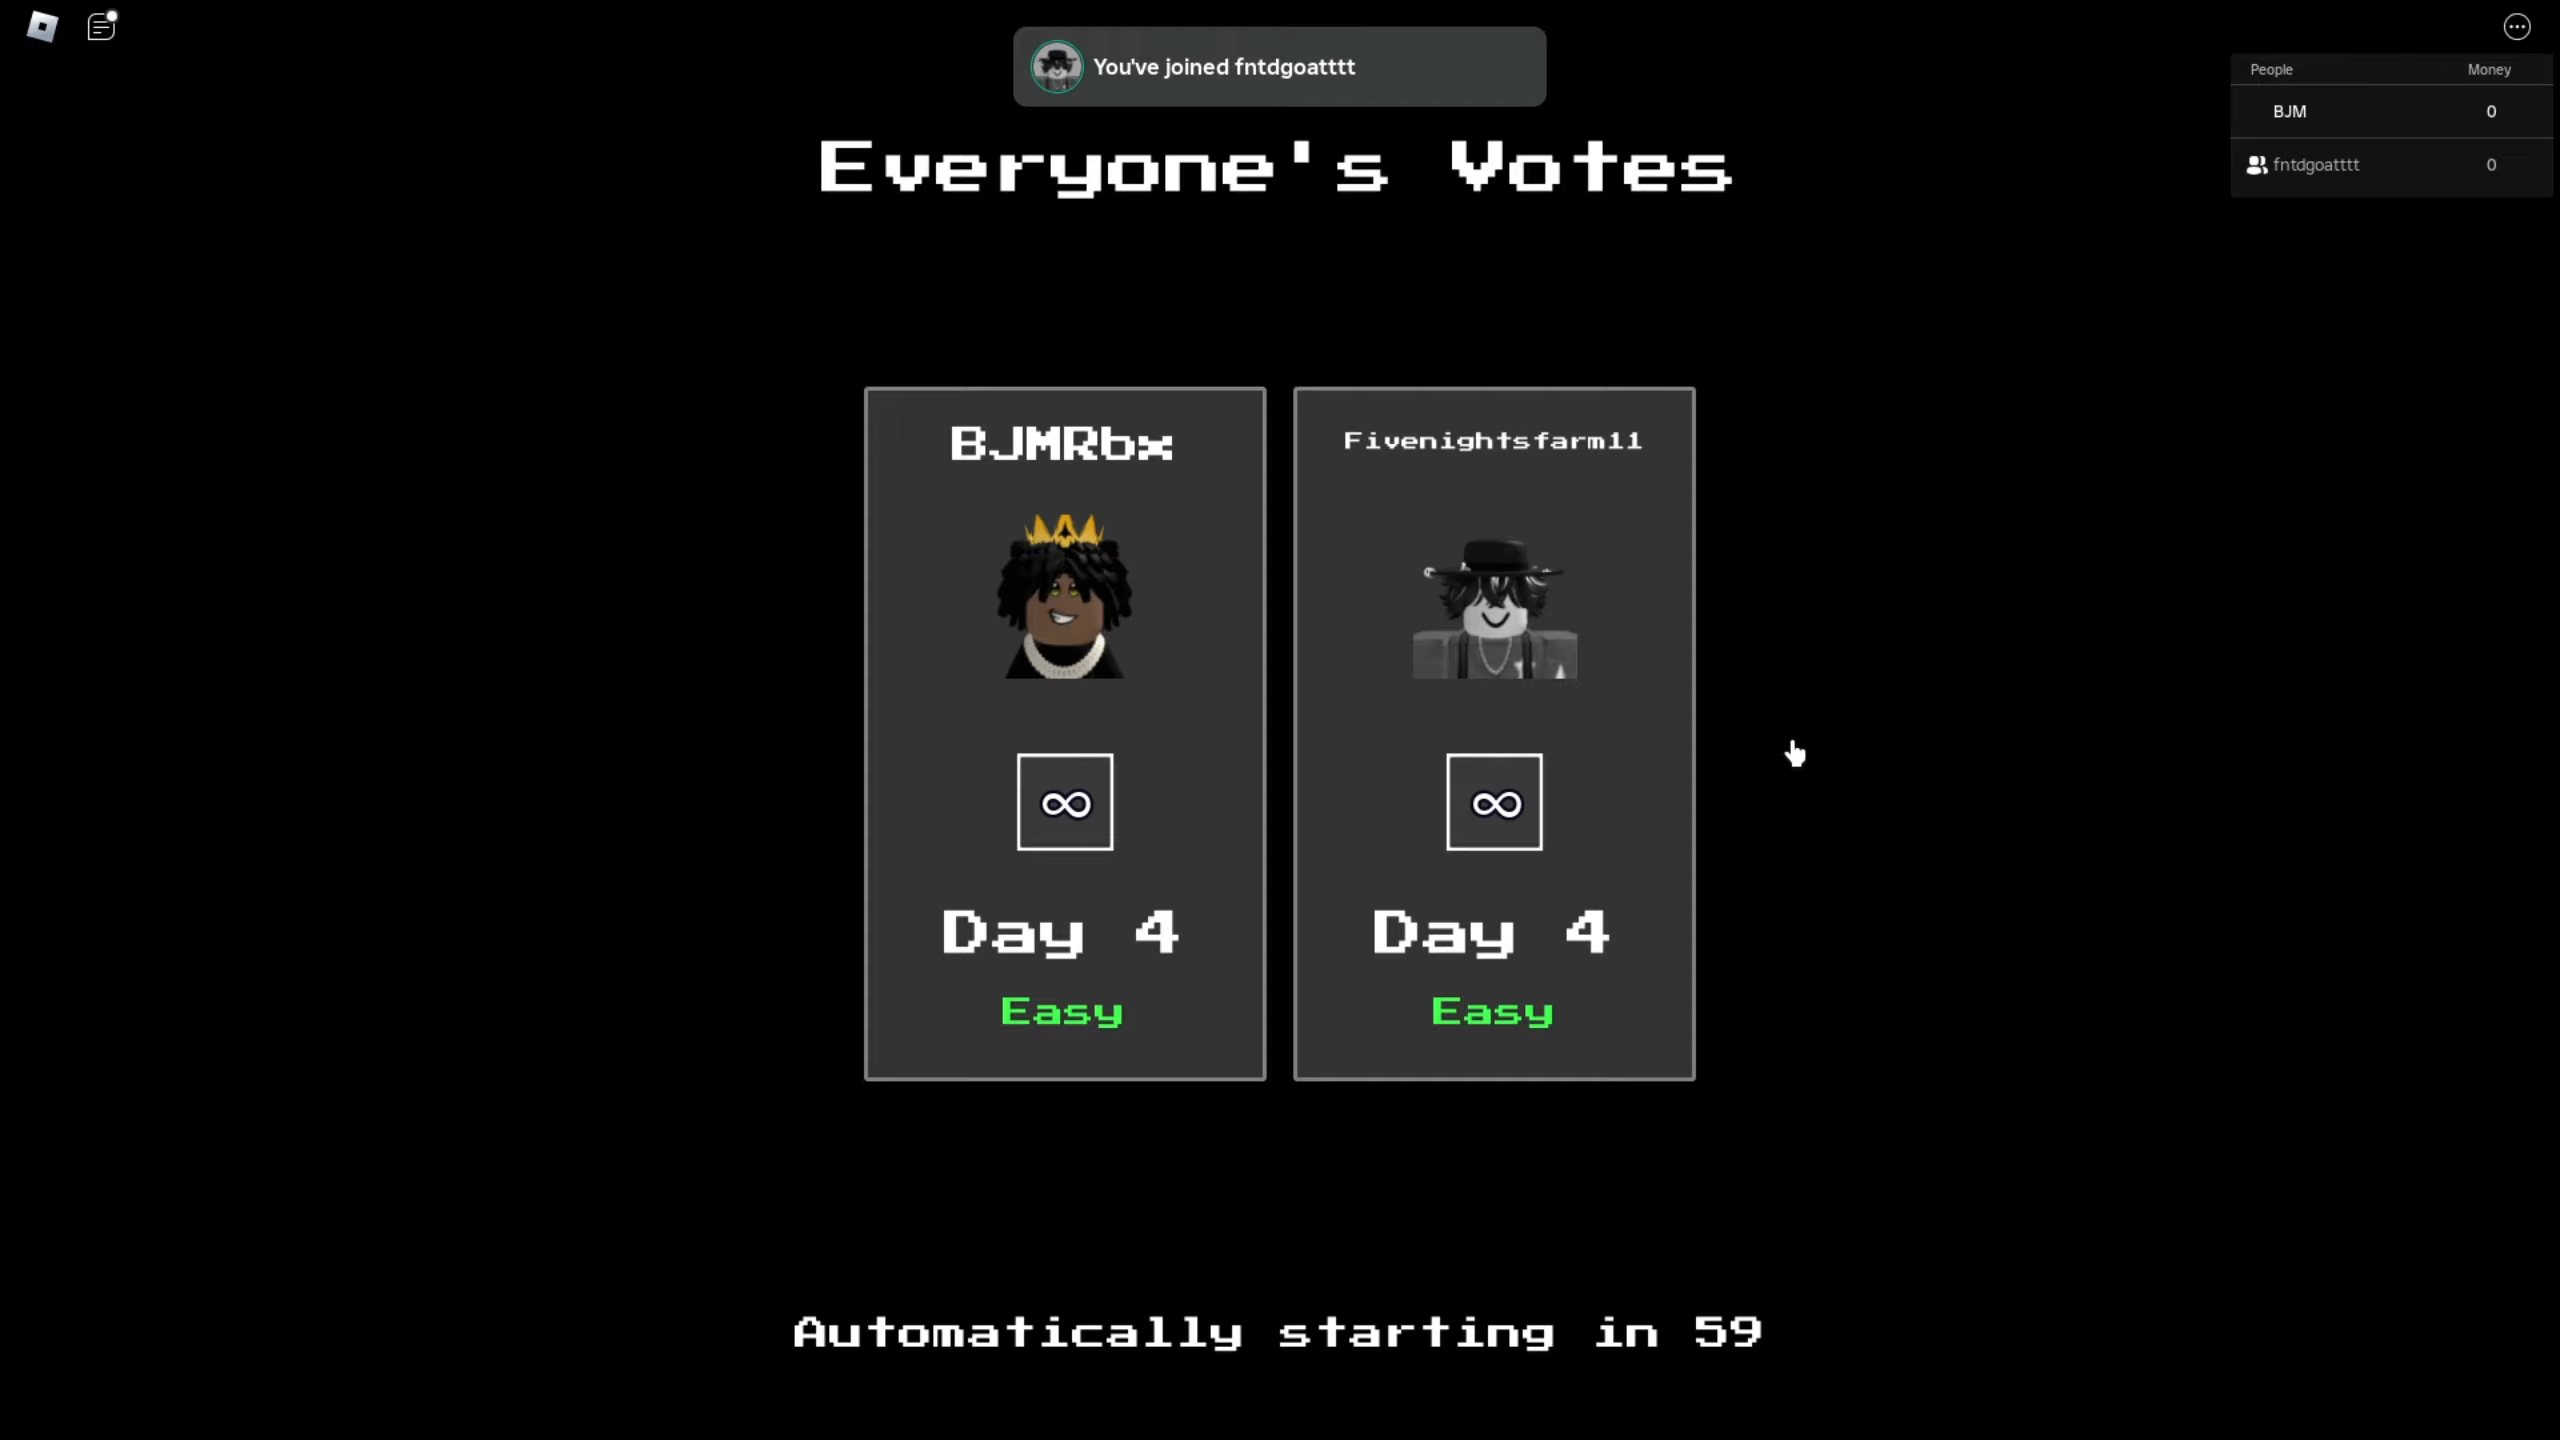 You've joined fntdgoatttt
People Money
BJM 0
fntdgoatttt 0
Everyone's Votes
BJMRbx
Fivenightsfarm11
∞
∞
Day 4
Day 4
Easy
Easy
Automatically starting in 59